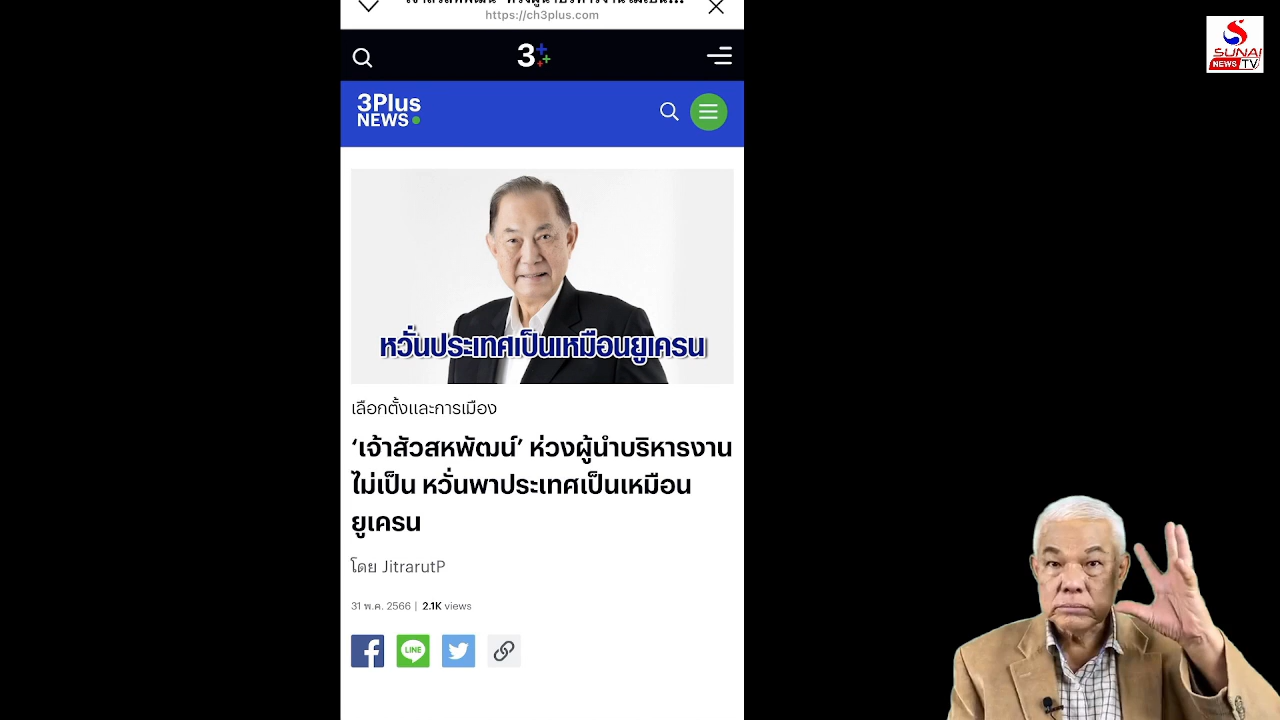 https://ch3plus.com
3
SUNAI
NEWS TV
3Plus
NEWS
หวั่นประเทศเป็นเหมือนยูเครน
เลือกตั้งและการเมือง
‘เจ้าสัวสหพัฒน์’ ห่วงผู้นำบริหารงาน
ไม่เป็น หวั่นพาประเทศเป็นเหมือน
ยูเครน
โดย JitrarutP
31 พ.ค. 2566 | 2.1K views
LINE